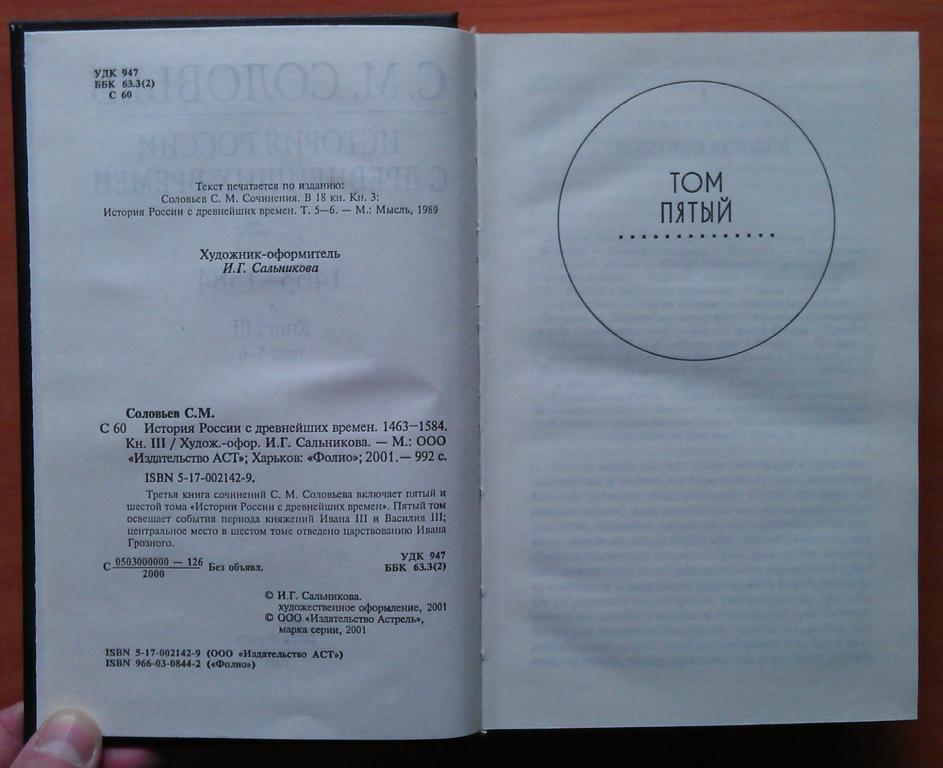 УДК 947
ББК 63.3(2)
С 60
Текст печатается по изданию:
Соловьев С. М. Сочинения. В 18 кн. Кн. 3:
История России с древнейших времен. Т. 5–6. — М.: Мысль, 1989
Художник-оформитель
И.Г. Сальникова
Соловьев С.М.
С 60 История России с древнейших времен. 1463—1584.
Кн. III / Худож.-офор. И.Г. Сальникова. — М.: ООО
«Издательство АСТ»; Харьков: «Фолио»; 2001.— 992 с.
ISBN 5-17-002142-9.
Третья книга сочинений С. М. Соловьева включает пятый и
шестой тома «Истории России с древнейших времен». Пятый том
освещает события периода княжений Ивана III и Василия III;
центральное место в шестом томе отведено царствованию Ивана
Грозного.
С 0503000000 — 126
2000
Без объявл.
УДК 947
ББК 63.3(2)
© И.Г. Сальникова.
художественное оформление, 2001
© ООО «Издательство Астрель»,
марка серии, 2001
ISBN 5-17-002142-9 (ООО «Издательство АСТ»)
ISBN 966-03-0844-2 («Фолио»)
ТОМ
ПЯТЫЙ